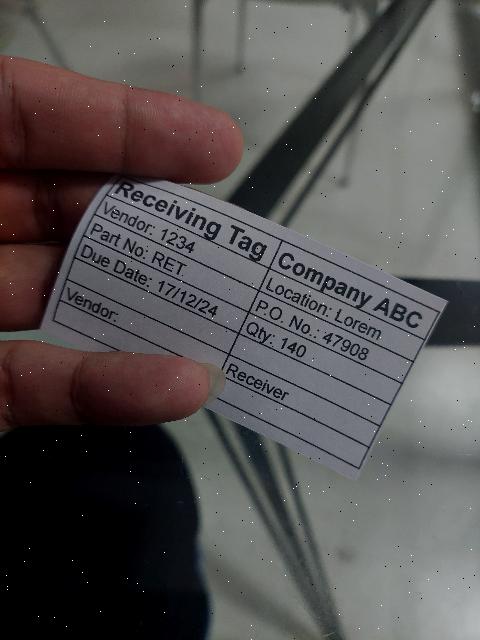 Receiving Tag
Company ABC
Vendor: 1234
Location: Lorem
Part No: RET
P.O. No.: 47908
Due Date: 17/12/24
Qty: 140
Vendor:
Receiver